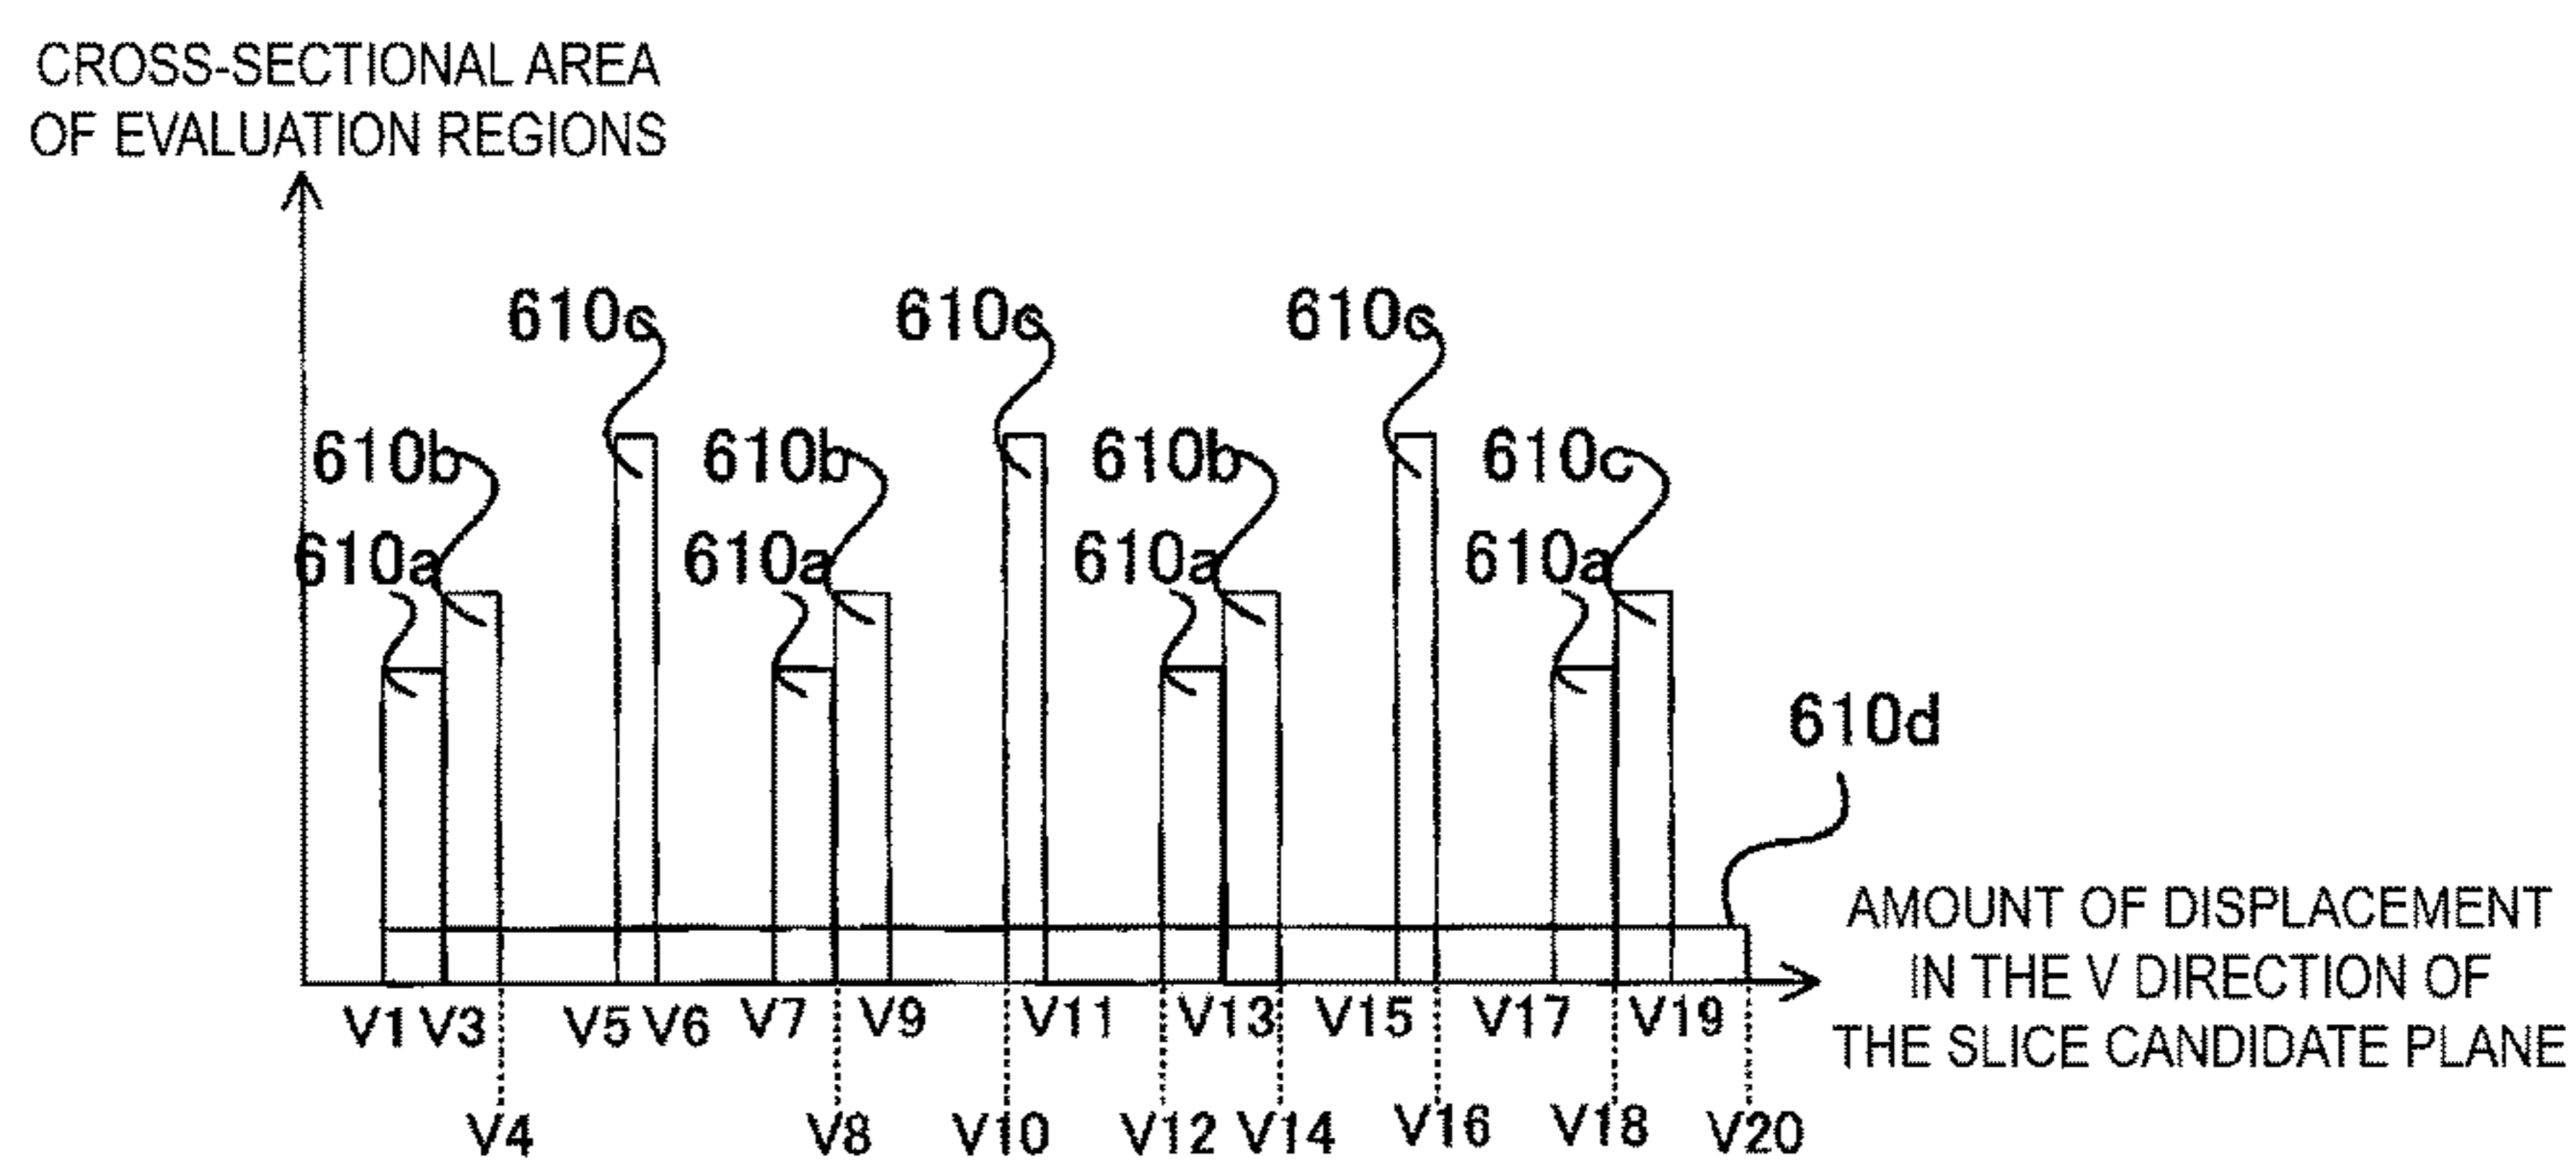 CROSS-SECTIONAL AREA
OF EVALUATION REGIONS
610c 610c 610c
610b 610b 610b 610c
610a 610a 610a 610a
610d
AMOUNT OF DISPLACEMENT
IN THE V DIRECTION OF
THE SLICE CANDIDATE PLANE
V1 V3 V5 V6 V7 V9 V11 V13 V15 V17 V19
V4 V8 V10 V12 V14 V16 V18 V20